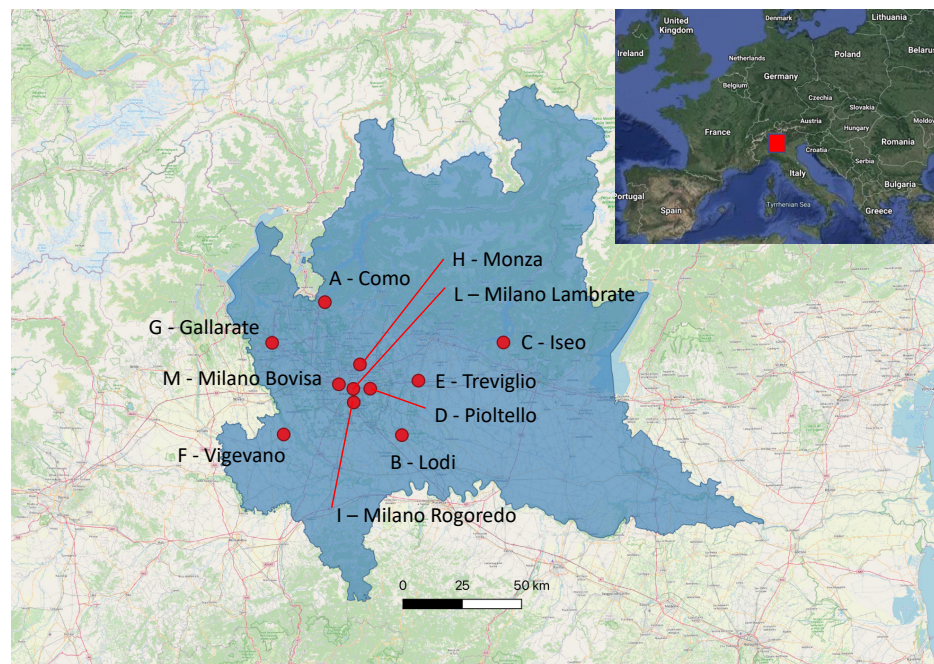 United
Kingdom
Ireland
Denmark
Lithuania
Netherlands
Belarus
Poland
Germany
Belgium
Czechia
Slovakia
Austria
Moldov
France
Hungary
Romania
Croatia
Serbia
Italy
Bulgaria
Portugal
Spain
Tyrrhenian Sea
Greece
H - Monza
A - Como
L – Milano Lambrate
G - Gallarate
C - Iseo
M - Milano Bovisa
E - Treviglio
D - Pioltello
F - Vigevano
B - Lodi
I – Milano Rogoredo
0 25 50 km